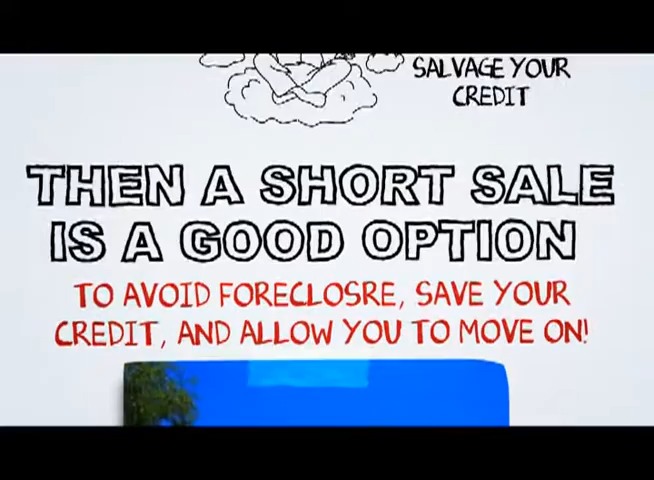 SALVAGE YOUR
CREDIT
THEN A SHORT SALE
IS A GOOD OPTION
TO AVOID FORECLOSRE, SAVE YOUR
CREDIT, AND ALLOW YOU TO MOVE ON!